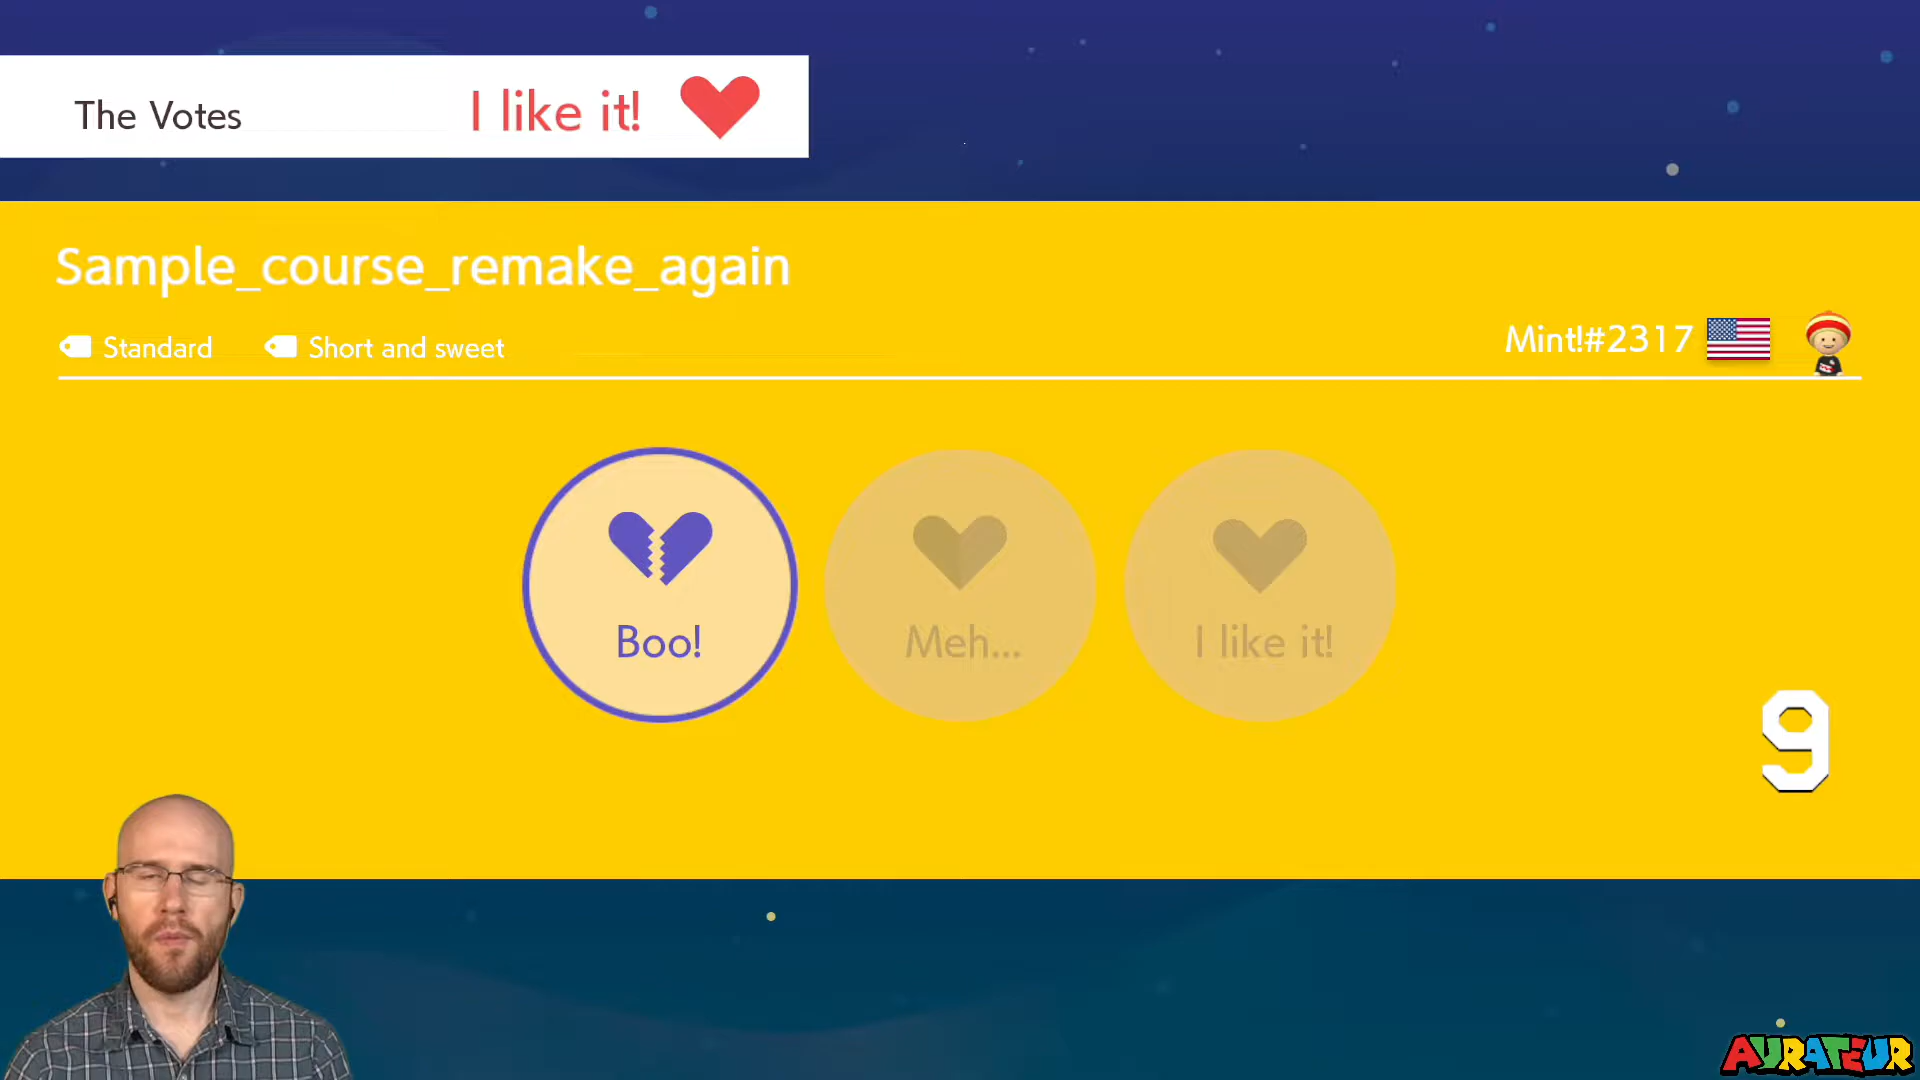 The Votes
I like it!
Sample_course_remake_again
Standard
Short and sweet
Mint!#2317
Boo!
Meh...
I like it!
9
AURATEUR